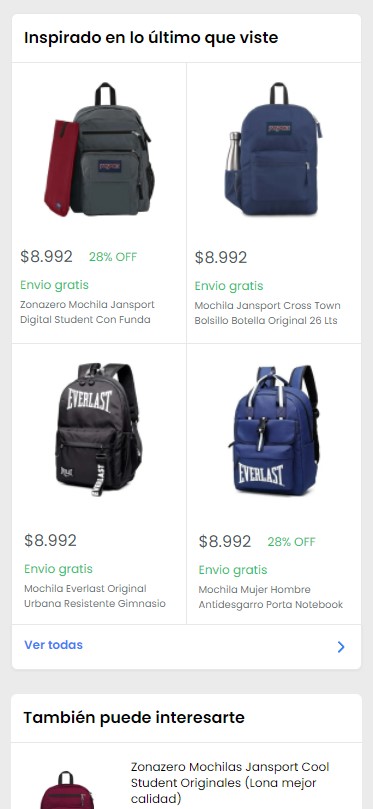 Inspirado en lo último que viste
$8.992 28% OFF
Envio gratis
Zonazero Mochila Jansport
Digital Student Con Funda
$8.992
Envio gratis
Mochila Jansport Cross Town
Bolsillo Botella Original 26 Lts
EVERLAST
EVERLAST
$8.992
Envio gratis
Mochila Everlast Original
Urbana Resistente Gimnasio
EVERLAST
$8.992 28% OFF
Envio gratis
Mochila Mujer Hombre
Antidesgarro Porta Notebook
Ver todas
También puede interesarte
Zonazero Mochilas Jansport Cool
Student Originales (Lona mejor
calidad)